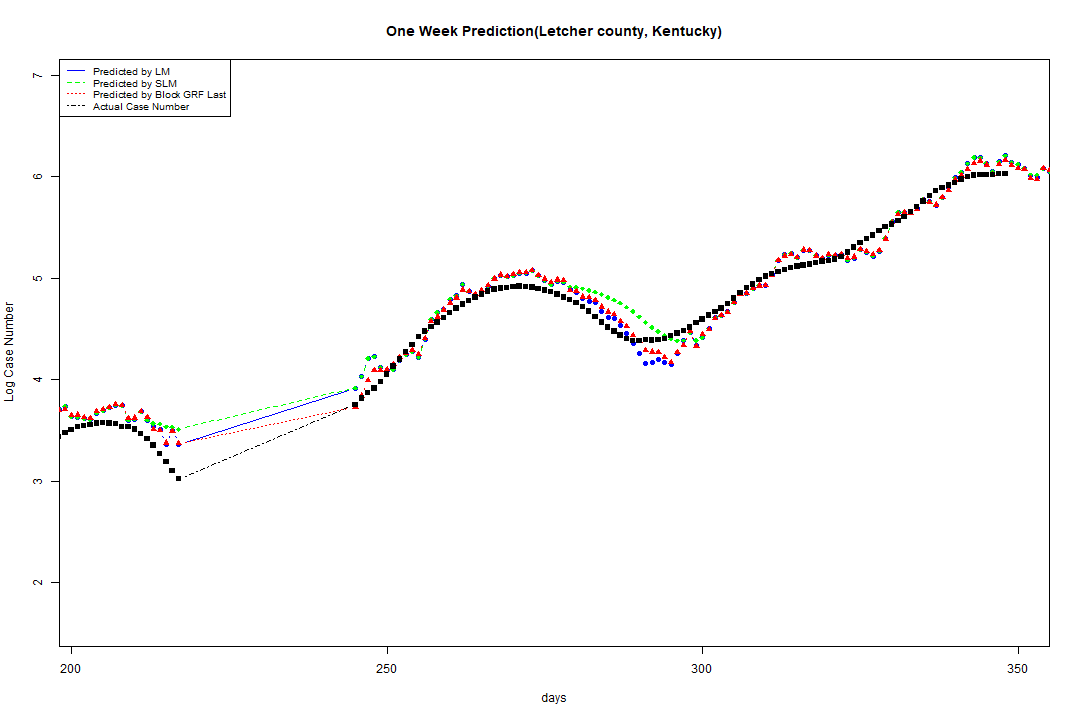 One Week Prediction(Letcher county, Kentucky)
Predicted by LM
Predicted by SLM
Predicted by Block GRF Last
Actual Case Number
7
6
5
4
3
2
Log Case Number
200 250 300 350
days